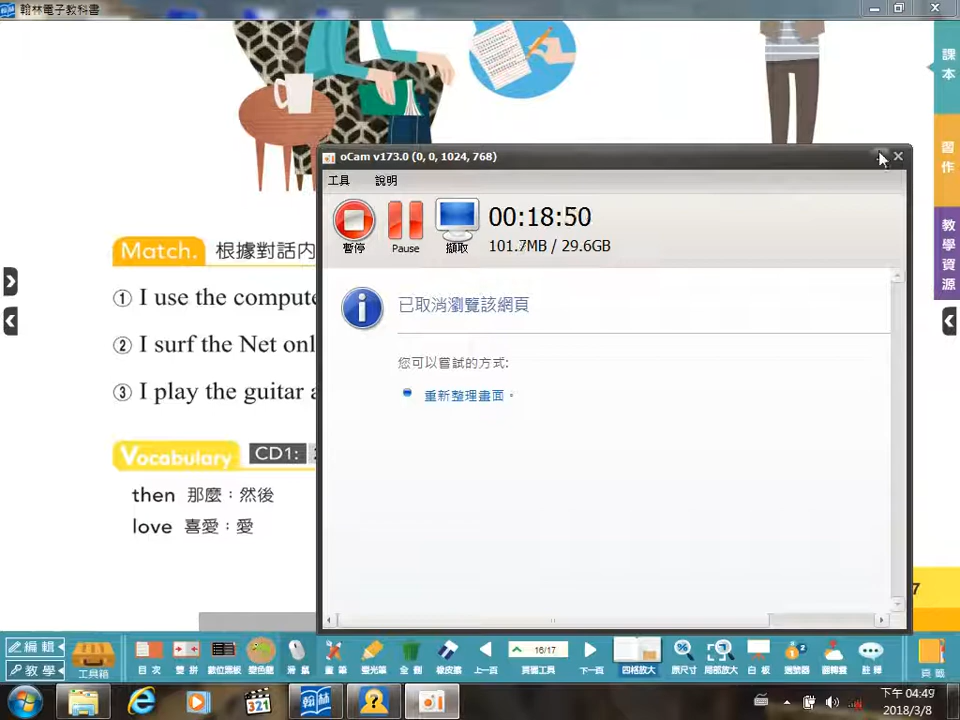 翰林電子教科書
課本
習作
教學資源
oCam v173.0 (0, 0, 1024, 768)
工具 說明
暫停 Pause 擷取
00:18:50
101.7MB / 29.6GB
已取消瀏覽該網頁
您可以嘗試的方式:
重新整理畫面。
Match. 根據對話內
① I use the compute
② I surf the Net onl
③ I play the guitar a
Vocabulary CD1:
then 那麼;然後
love 喜愛;愛
7
編輯
教學
工具箱
目次 雙拼 數位黑板 變色龍 滑鼠 畫筆 螢光筆 全刪 橡皮擦 上一頁 16/17 頁籌工具 下一頁 四格放大 原尺寸 局部放大 白板 選號器 翻轉雲 註釋 頁籤
翰林
下午 04:49
2018/3/8